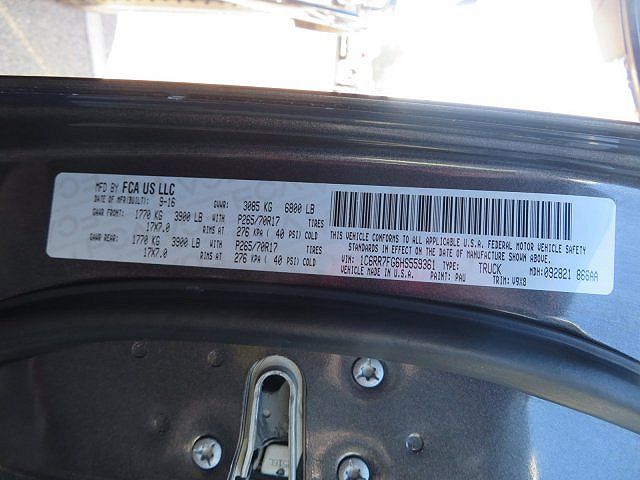 MFD BY FCA US LLC
DATE OF MFR(BUILT): 9-16 GVWR: 3085 KG 6800 LB
GAWR FRONT: 1770 KG 3900 LB WITH P265/70R17 TIRES
17X7.0 RIMS AT 276 KPA ( 40 PSI) COLD
GAWR REAR: 1770 KG 3900 LB WITH P265/70R17 TIRES
17X7.0 RIMS AT 276 KPA ( 40 PSI) COLD
THIS VEHICLE CONFORMS TO ALL APPLICABLE U.S.A. FEDERAL MOTOR VEHICLE SAFETY
STANDARDS IN EFFECT ON THE DATE OF MANUFACTURE SHOWN ABOVE
VIN: 1C6RR7FG6HS559361 TYPE: TRUCK MDH:092821 866AA
PAINT: PAU TRIM: V9X8